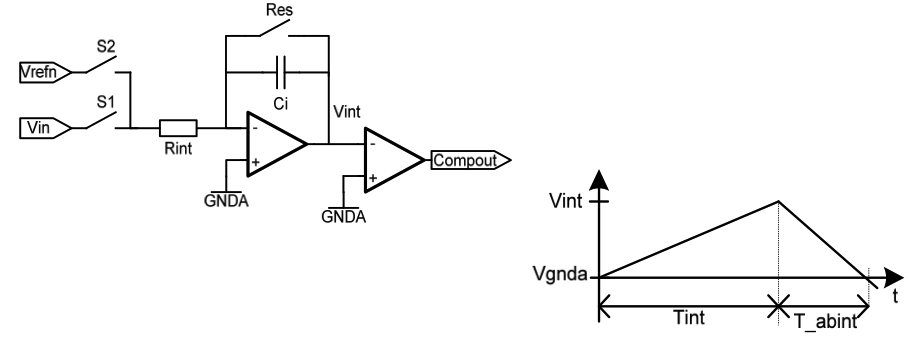 Res
S2
Vrefn
S1
Ci
Vint
Vin
Rint
-
+
-
+
Compout
GNDA
GNDA
Vint
Vgnda
t
Tint
T_abint